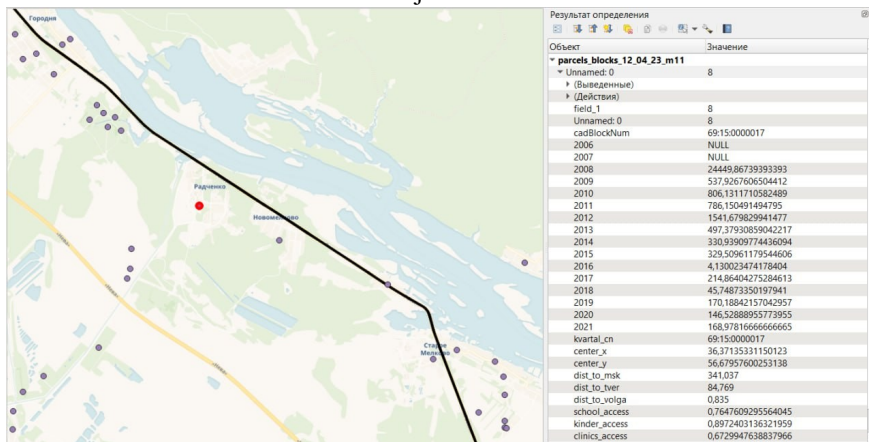 j
Городня
Радченко
Новомелково
Старое
Мелково
Результат определения
Объект Значение
parcels_blocks_12_04_23_m11
Unnamed: 0 8
(Выведенные)
(Действия)
field_1 8
Unnamed: 0 8
cadBlockNum 69:15:0000017
2006 NULL
2007 NULL
2008 24449,86739393393
2009 537,9267606504412
2010 806,1311710582489
2011 786,150491494795
2012 1541,679829941477
2013 497,37930859042217
2014 330,93909774436094
2015 329,50961179544606
2016 4,130023474178404
2017 214,86404275284613
2018 45,74873350197941
2019 170,18842157042957
2020 146,52888955773955
2021 168,97816666666665
kvartal_cn 69:15:0000017
center_x 36,37135331150123
center_y 56,67957600253138
dist_to_msk 341,037
dist_to_tver 84,769
dist_to_volga 0,835
school_access 0,7647609295564045
kinder_access 0,8972403136321959
clinics_access 0,6729947638837966